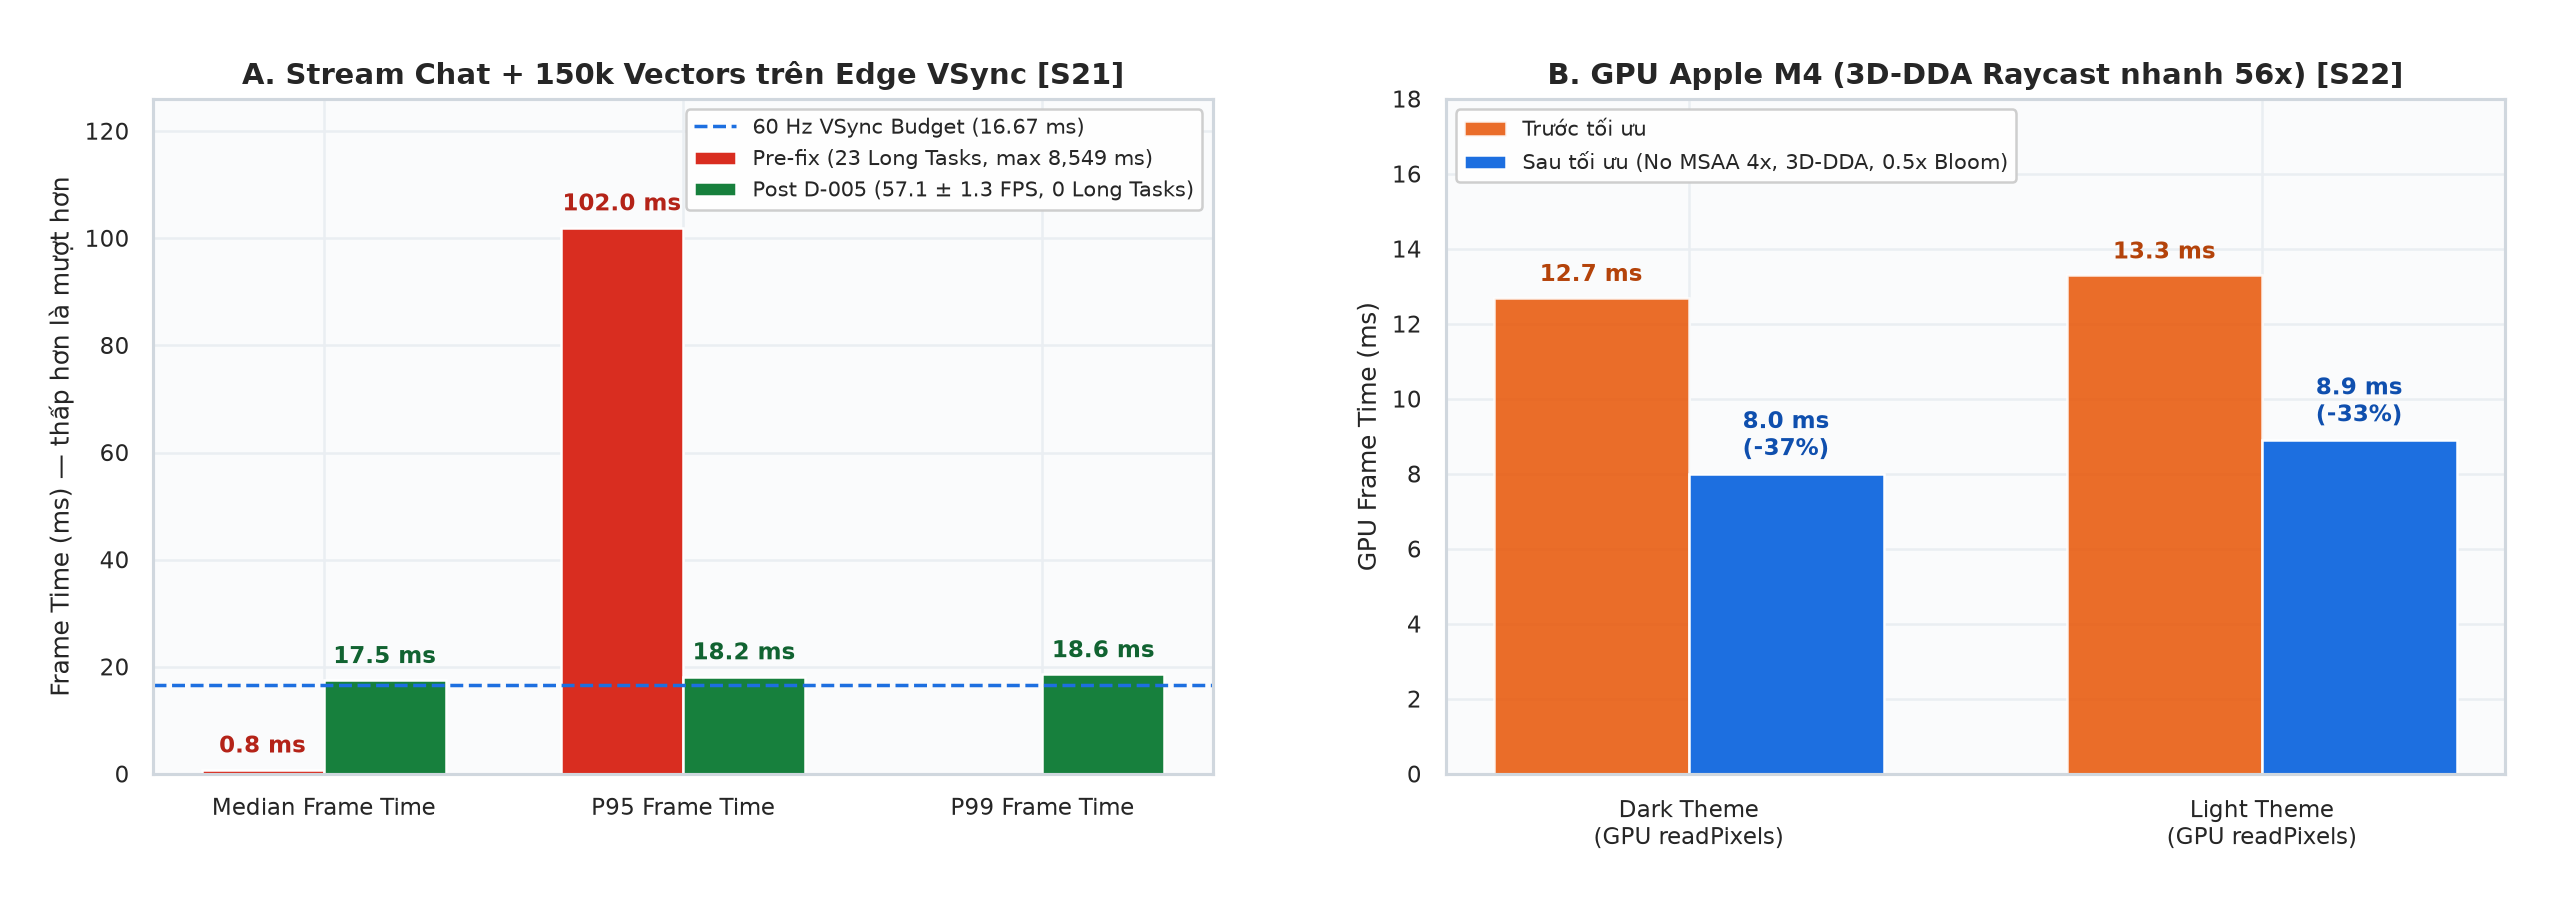 A. Stream Chat + 150k Vectors trên Edge VSync [S21]
Frame Time (ms) — thấp hơn là mượt hơn
120
100
80
60
40
20
0
60 Hz VSync Budget (16.67 ms)
Pre-fix (23 Long Tasks, max 8,549 ms)
Post D-005 (57.1 ± 1.3 FPS, 0 Long Tasks)
102.0 ms
0.8 ms
17.5 ms
18.2 ms
18.6 ms
Median Frame Time
P95 Frame Time
P99 Frame Time
B. GPU Apple M4 (3D-DDA Raycast nhanh 56x) [S22]
GPU Frame Time (ms)
18
16
14
12
10
8
6
4
2
0
Trước tối ưu
Sau tối ưu (No MSAA 4x, 3D-DDA, 0.5x Bloom)
12.7 ms
8.0 ms
(-37%)
13.3 ms
8.9 ms
(-33%)
Dark Theme
(GPU readPixels)
Light Theme
(GPU readPixels)